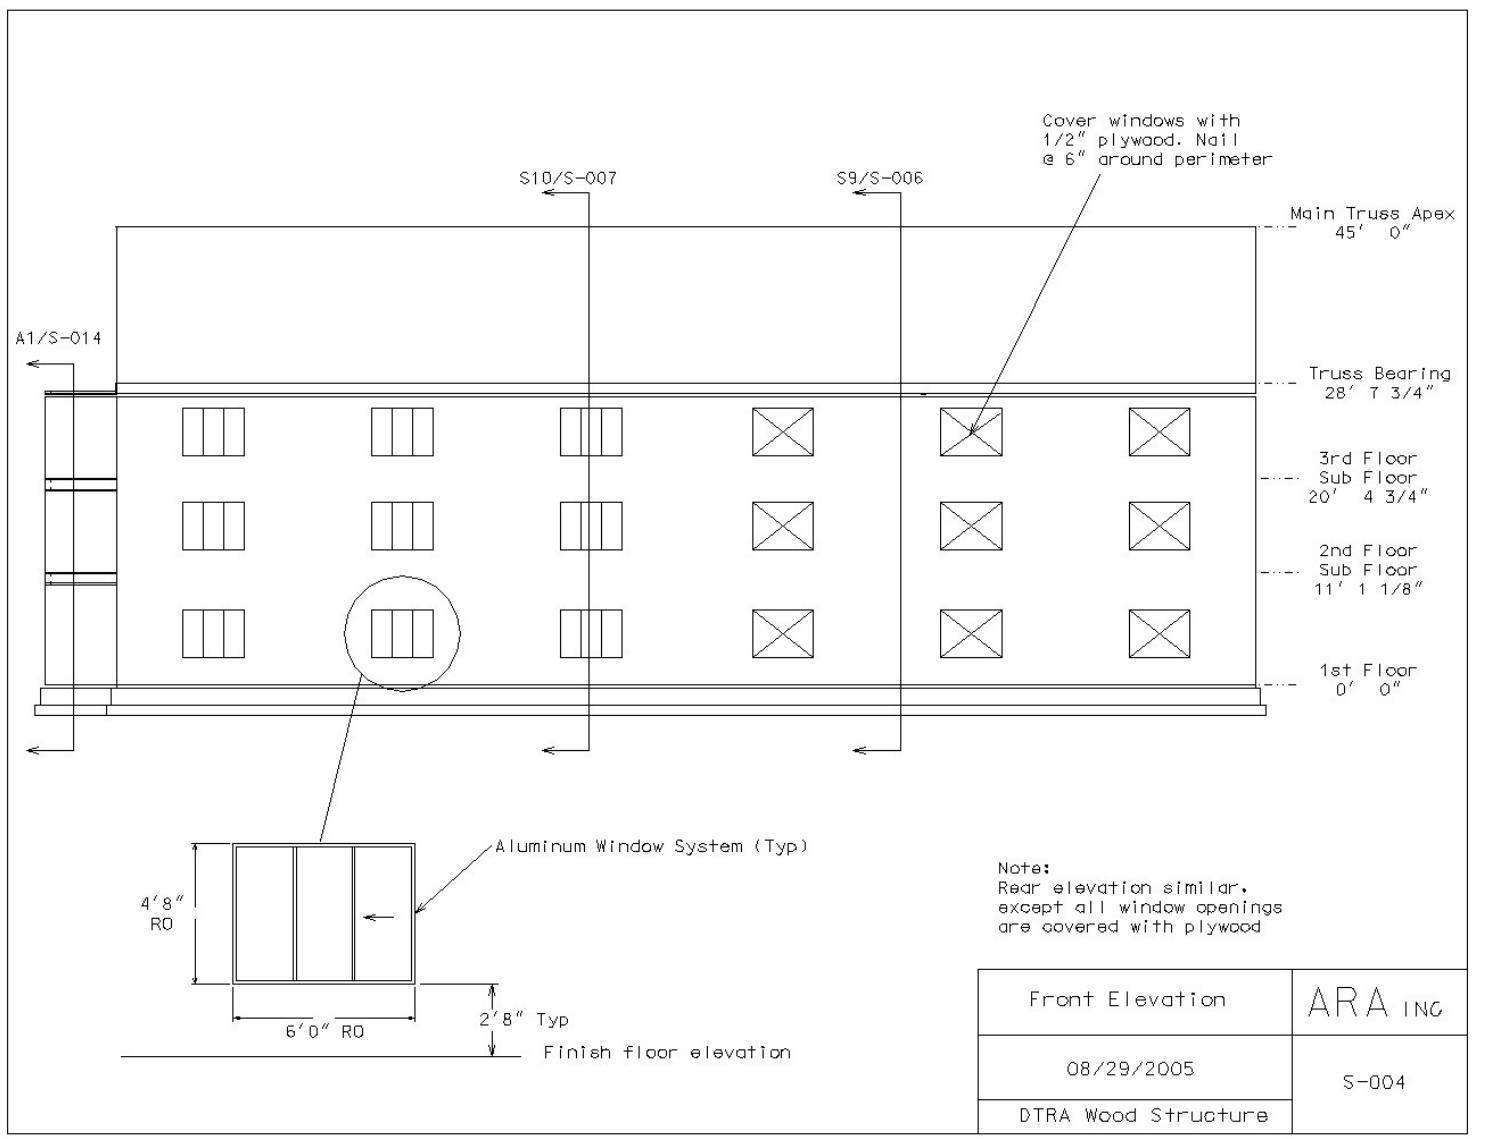 Cover windows with
1/2" plywood. Nail
@ 6" around perimeter
S10/S-007
S9/S-006
Main Truss Apex
45' 0"
A1/S-014
Truss Bearing
28' 7 3/4"
3rd Floor
Sub Floor
20' 4 3/4"
2nd Floor
Sub Floor
11' 1 1/8"
1st Floor
0' 0"
Aluminum Window System (Typ)
4'8"
RO
6'0" RO
2'8" Typ
Finish floor elevation
Note:
Rear elevation similar,
except all window openings
are covered with plywood
Front Elevation
ARA INC
08/29/2005
S-004
DTRA Wood Structure